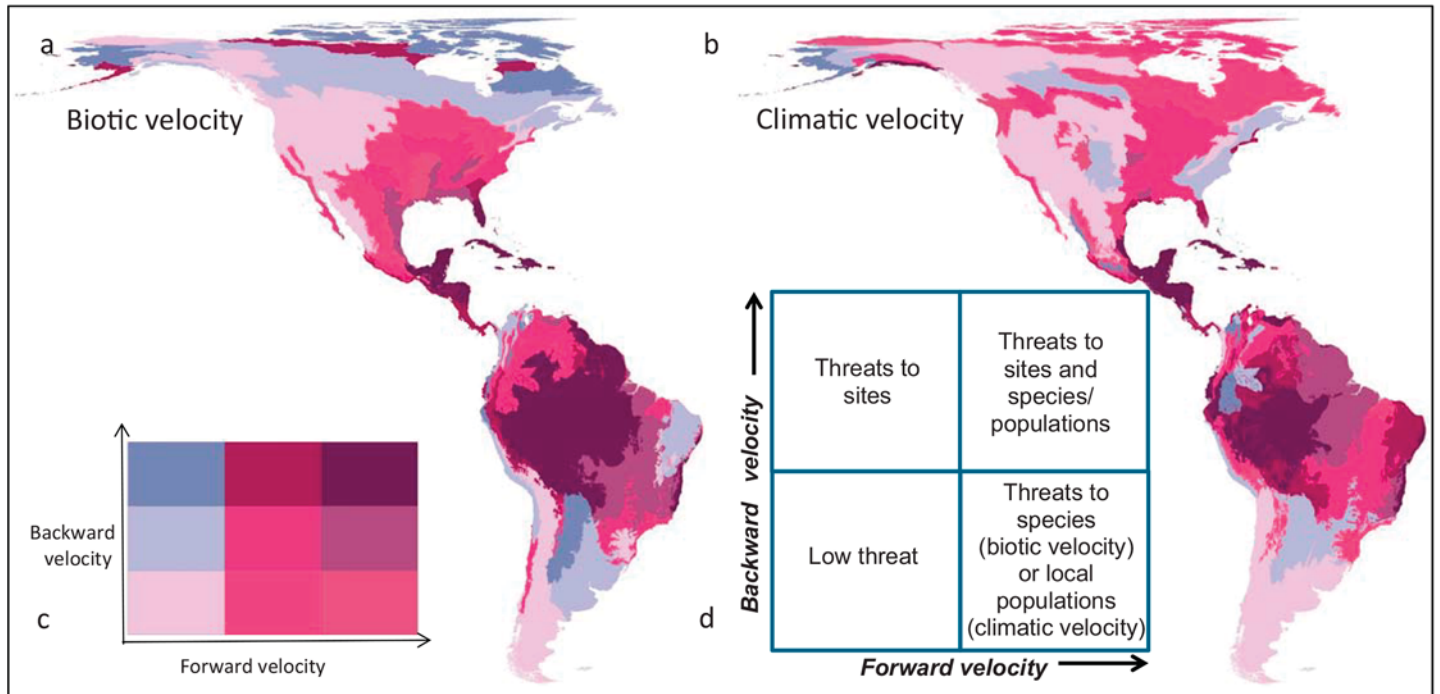 a
Biotic velocity
b
Climatic velocity
c
Backward
velocity
Forward velocity
d
Backward velocity
Threats to
sites
Threats to
sites and
species/
populations
Low threat
Threats to
species
(biotic velocity)
or local
populations
(climatic velocity)
Forward velocity